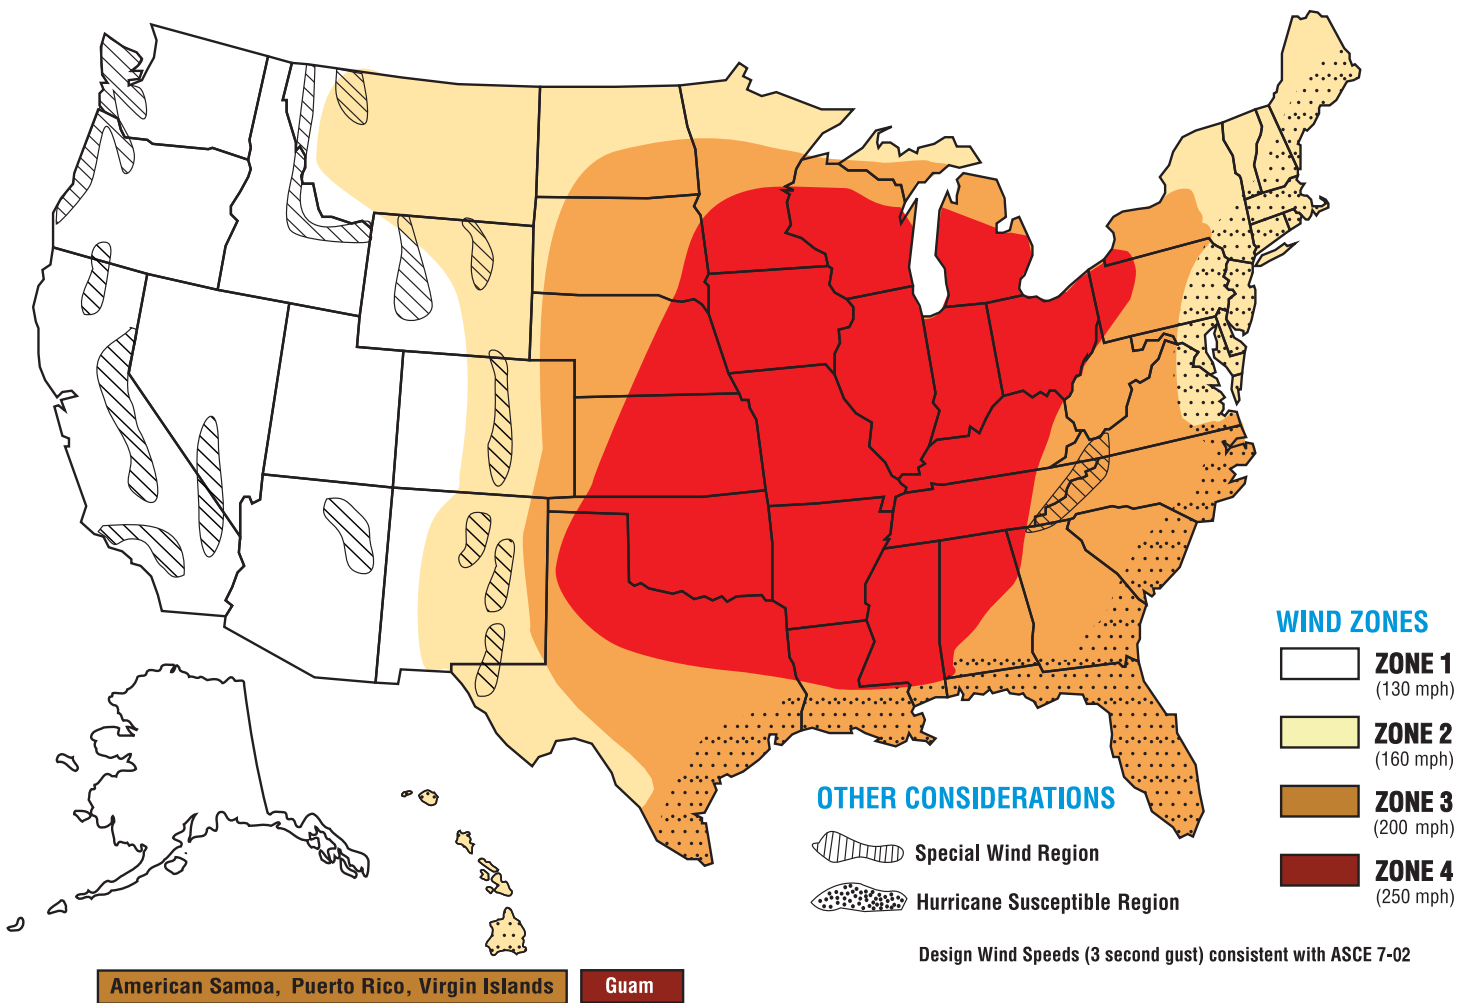 WIND ZONES
ZONE 1
(130 mph)
ZONE 2
(160 mph)
ZONE 3
(200 mph)
ZONE 4
(250 mph)
OTHER CONSIDERATIONS
Special Wind Region
Hurricane Susceptible Region
Design Wind Speeds (3 second gust) consistent with ASCE 7-02
American Samoa, Puerto Rico, Virgin Islands
Guam